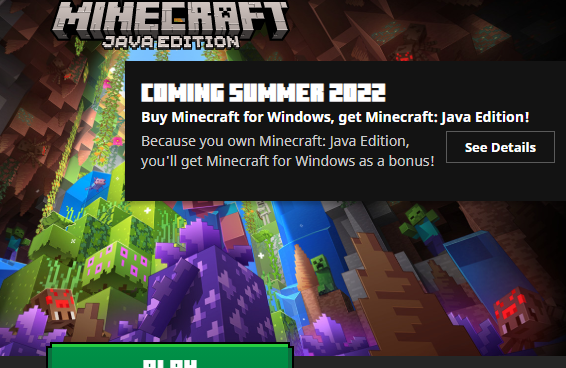 MINECRAFT
JAVA EDITION
COMING SUMMER 2022
Buy Minecraft for Windows, get Minecraft: Java Edition!
Because you own Minecraft: Java Edition,
you'll get Minecraft for Windows as a bonus!
See Details
PLAY